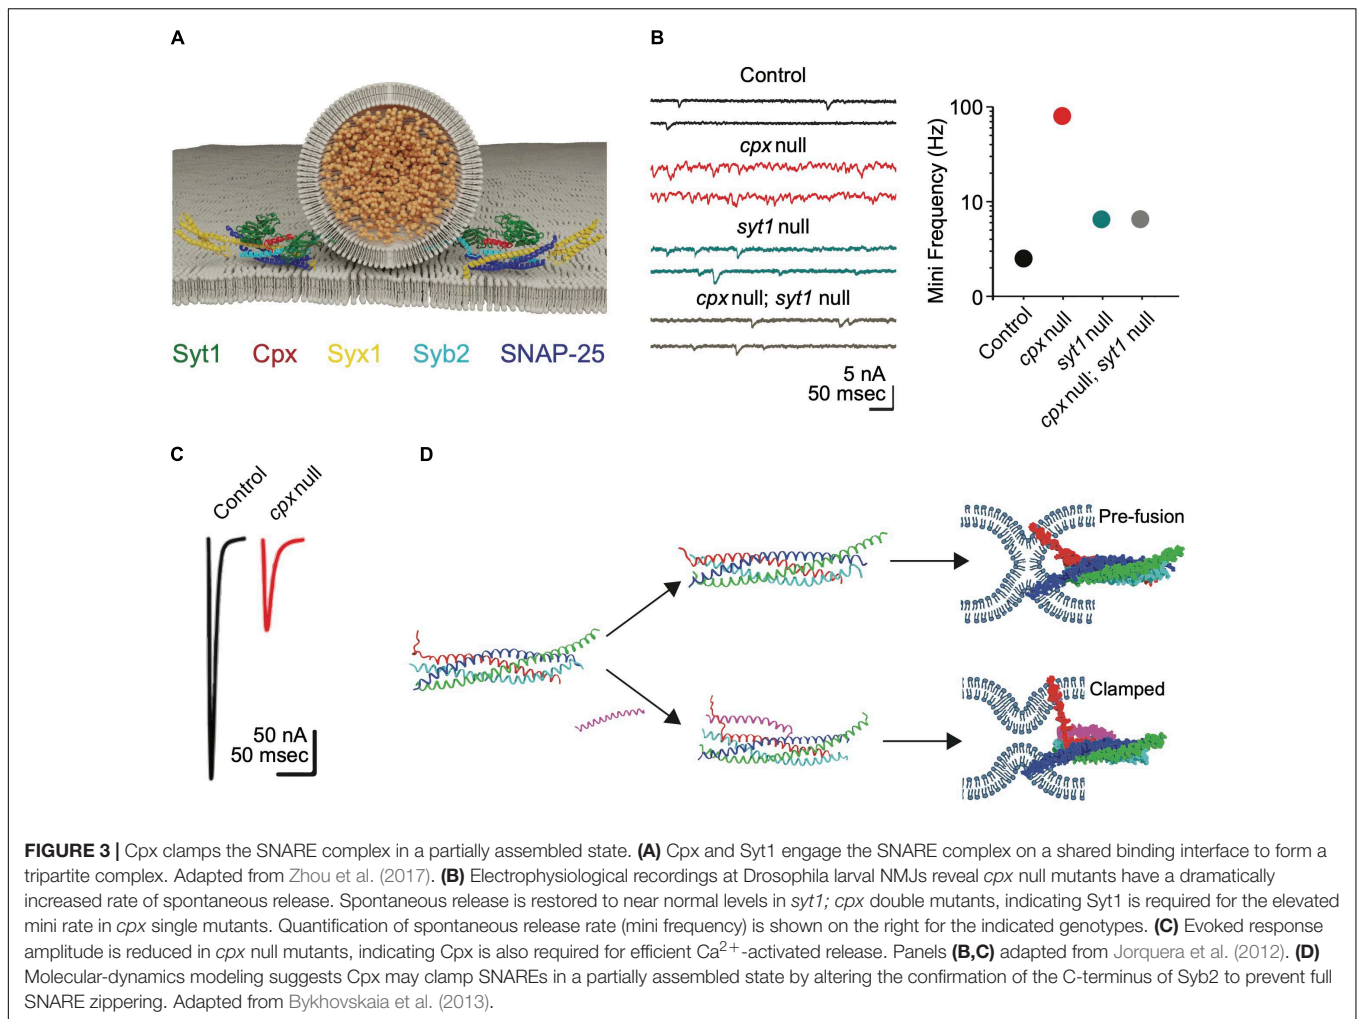 A
Syt1 Cpx Syx1 Syb2 SNAP-25
B
Control
cpx null
syt1 null
cpx null; syt1 null
5 nA
50 msec
Mini Frequency (Hz)
100
10
0
Control
cpx null
syt1 null
cpx null; syt1 null
C
Control
cpx null
50 nA
50 msec
D
Pre-fusion
Clamped
FIGURE 3 | Cpx clamps the SNARE complex in a partially assembled state. (A) Cpx and Syt1 engage the SNARE complex on a shared binding interface to form a
tripartite complex. Adapted from Zhou et al. (2017). (B) Electrophysiological recordings at Drosophila larval NMJs reveal cpx null mutants have a dramatically
increased rate of spontaneous release. Spontaneous release is restored to near normal levels in syt1; cpx double mutants, indicating Syt1 is required for the elevated
mini rate in cpx single mutants. Quantification of spontaneous release rate (mini frequency) is shown on the right for the indicated genotypes. (C) Evoked response
amplitude is reduced in cpx null mutants, indicating Cpx is also required for efficient Ca2+-activated release. Panels (B,C) adapted from Jorquera et al. (2012). (D)
Molecular-dynamics modeling suggests Cpx may clamp SNAREs in a partially assembled state by altering the confirmation of the C-terminus of Syb2 to prevent full
SNARE zippering. Adapted from Bykhovskaia et al. (2013).